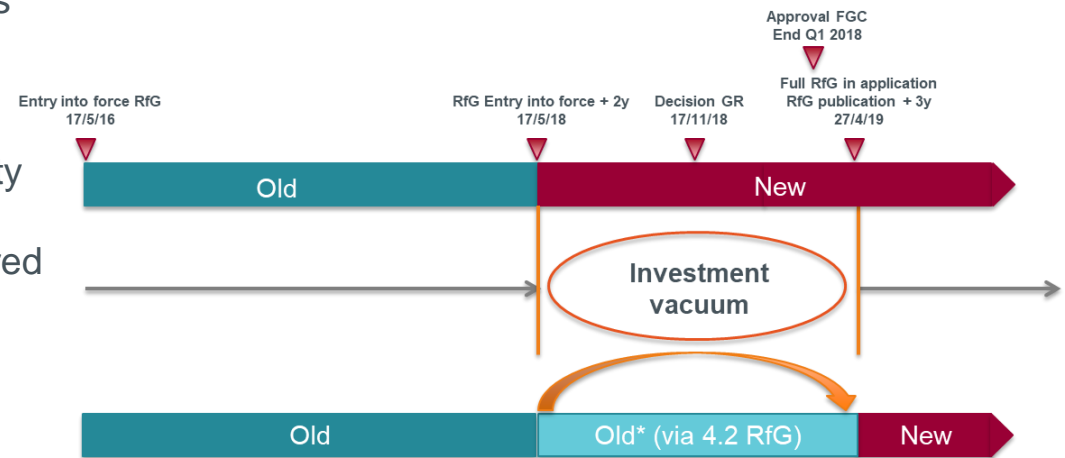 s
Approval FGC
End Q1 2018
Entry into force RfG
17/5/16
RfG Entry into force + 2y
17/5/18
Decision GR
17/11/18
Full RfG in application
RfG publication + 3y
27/4/19
ty
Old
New
ed
Investment
vacuum
Old
Old* (via 4.2 RfG)
New